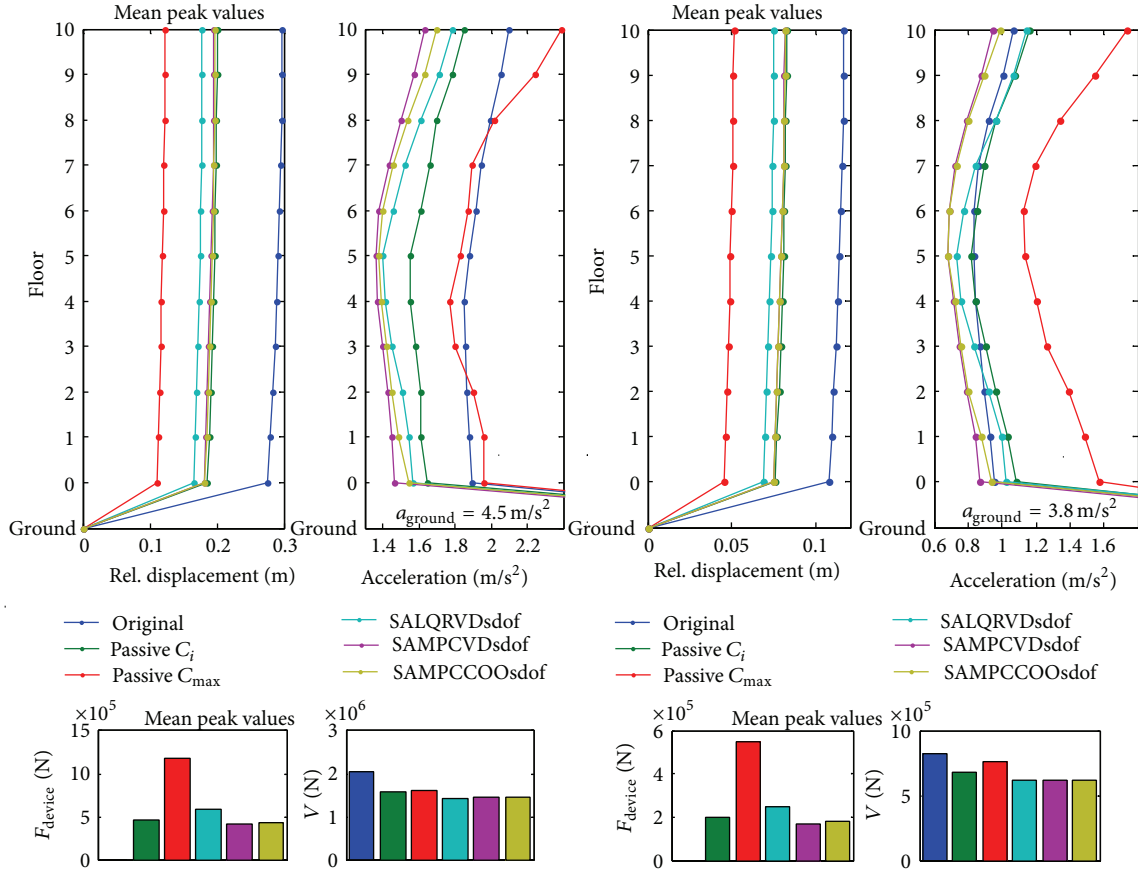 Mean peak values
Mean peak values
10
9
8
7
6
5
4
3
2
1
0
Ground
Floor
0
0.1
0.2
0.3
Rel. displacement (m)
10
9
8
7
6
5
4
3
2
1
0
Ground
a_ground = 4.5 m/s²
1.4
1.6
1.8
2
2.2
Acceleration (m/s²)
10
9
8
7
6
5
4
3
2
1
0
Ground
Floor
0
0.05
0.1
Rel. displacement (m)
10
9
8
7
6
5
4
3
2
1
0
Ground
a_ground = 3.8 m/s²
0.6
0.8
1
1.2
1.4
1.6
Acceleration (m/s²)
Original
Passive C_i
Passive C_max
SALQRVDsdof
SAMPCVDsdof
SAMPCCOOsdof
Original
Passive C_i
Passive C_max
SALQRVDsdof
SAMPCVDsdof
SAMPCCOOsdof
×10⁵
Mean peak values
15
10
5
0
F_device (N)
×10⁶
3
2
1
0
V (N)
×10⁵
Mean peak values
6
4
2
0
F_device (N)
×10⁵
10
5
0
V (N)